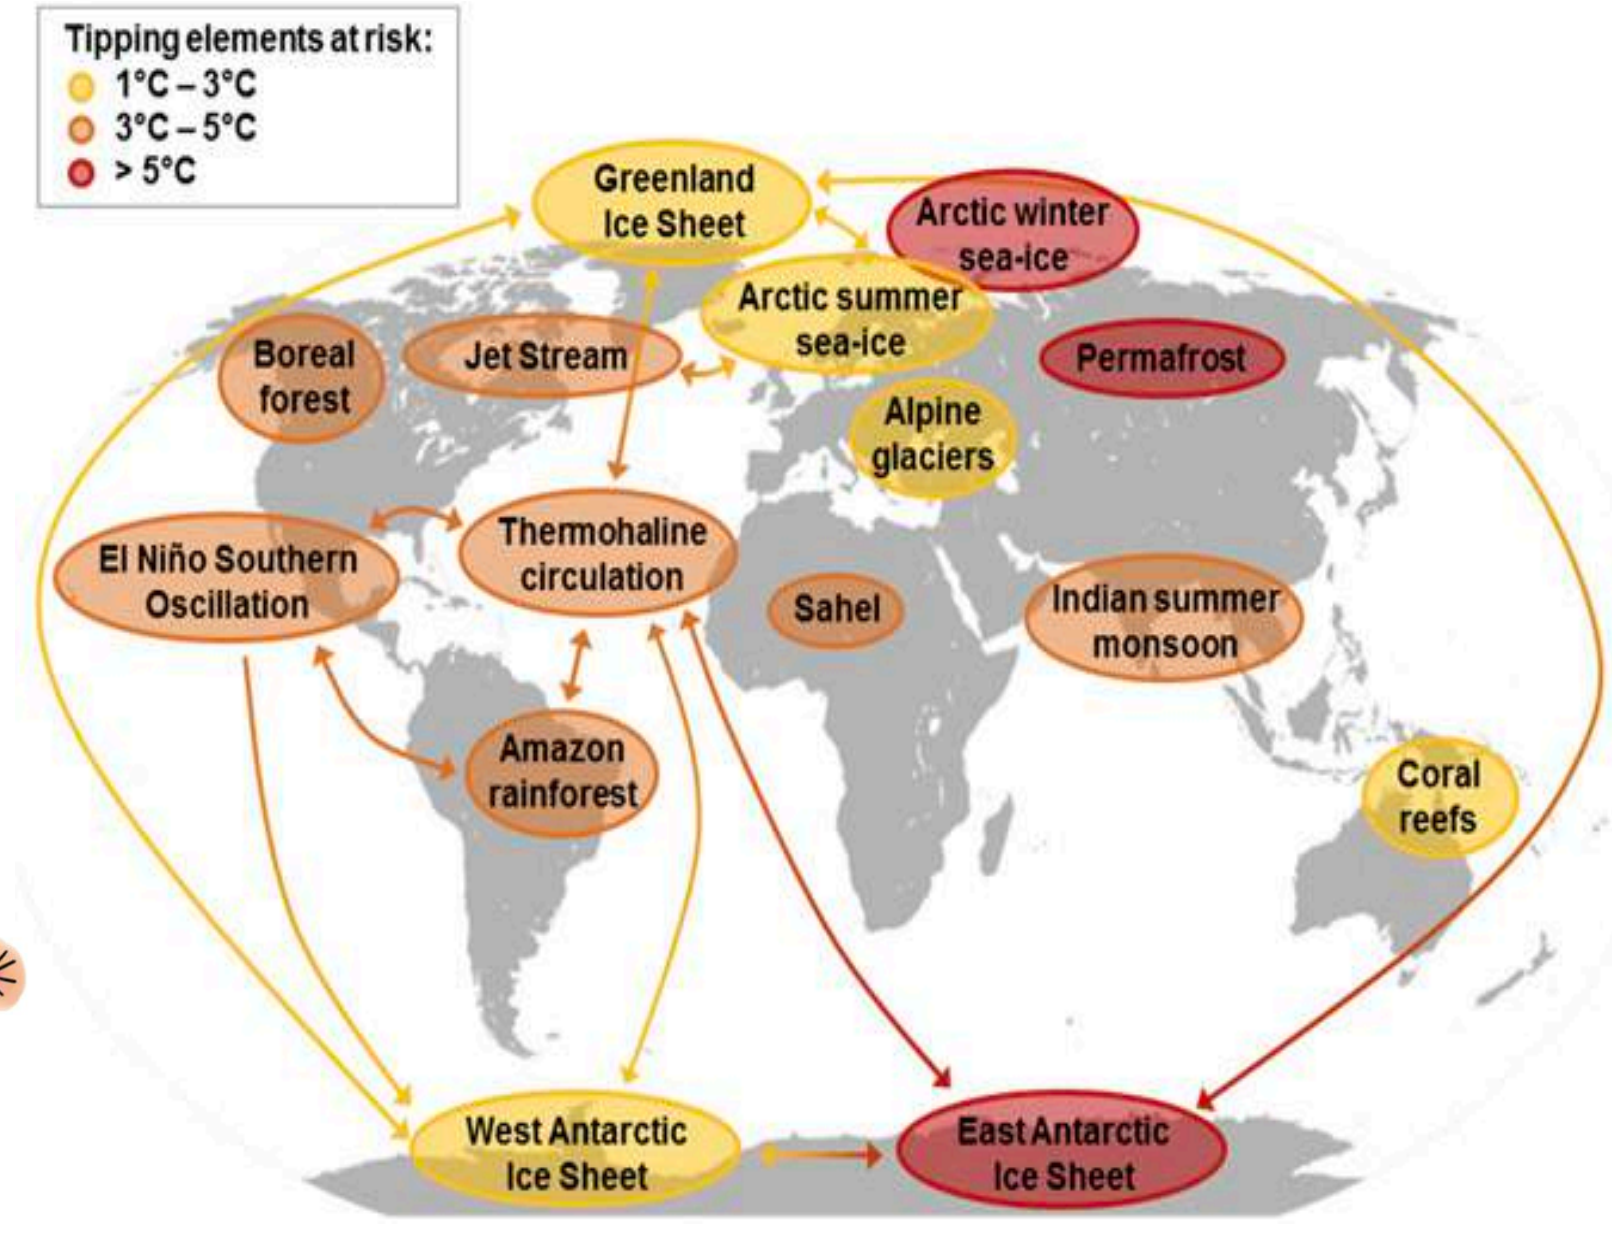 Tipping elements at risk:
1°C – 3°C
3°C – 5°C
> 5°C
Greenland
Ice Sheet
Arctic winter
sea-ice
Arctic summer
sea-ice
Boreal
forest
Jet Stream
Permafrost
Alpine
glaciers
El Niño Southern
Oscillation
Thermohaline
circulation
Sahel
Indian summer
monsoon
Amazon
rainforest
Coral
reefs
West Antarctic
Ice Sheet
East Antarctic
Ice Sheet